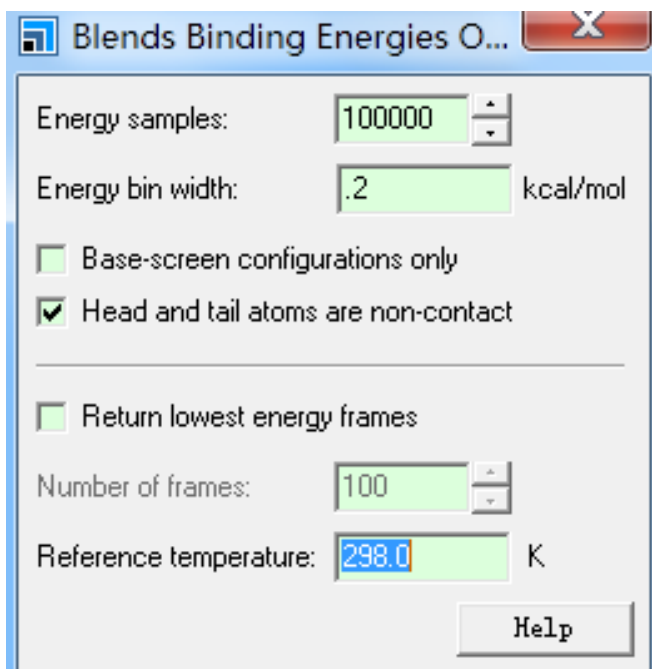 Blends Binding Energies O...
Energy samples: 100000
Energy bin width: .2 kcal/mol
Base-screen configurations only
Head and tail atoms are non-contact
Return lowest energy frames
Number of frames: 100
Reference temperature: 298.0 K
Help